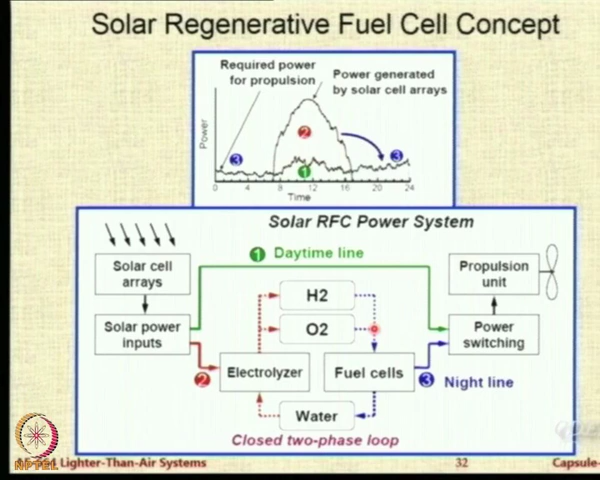 Solar Regenerative Fuel Cell Concept
Required power
for propulsion
Power generated
by solar cell arrays
Power
3
2
1
3
0 4 8 12 16 20 24
Time
Solar RFC Power System
1 Daytime line
Solar cell
arrays
Propulsion
unit
H2
O2
Solar power
inputs
Power
switching
2
Electrolyzer
Fuel cells
3 Night line
Water
Closed two-phase loop
NPTEL
Lighter-Than-Air Systems
32
Capsule-